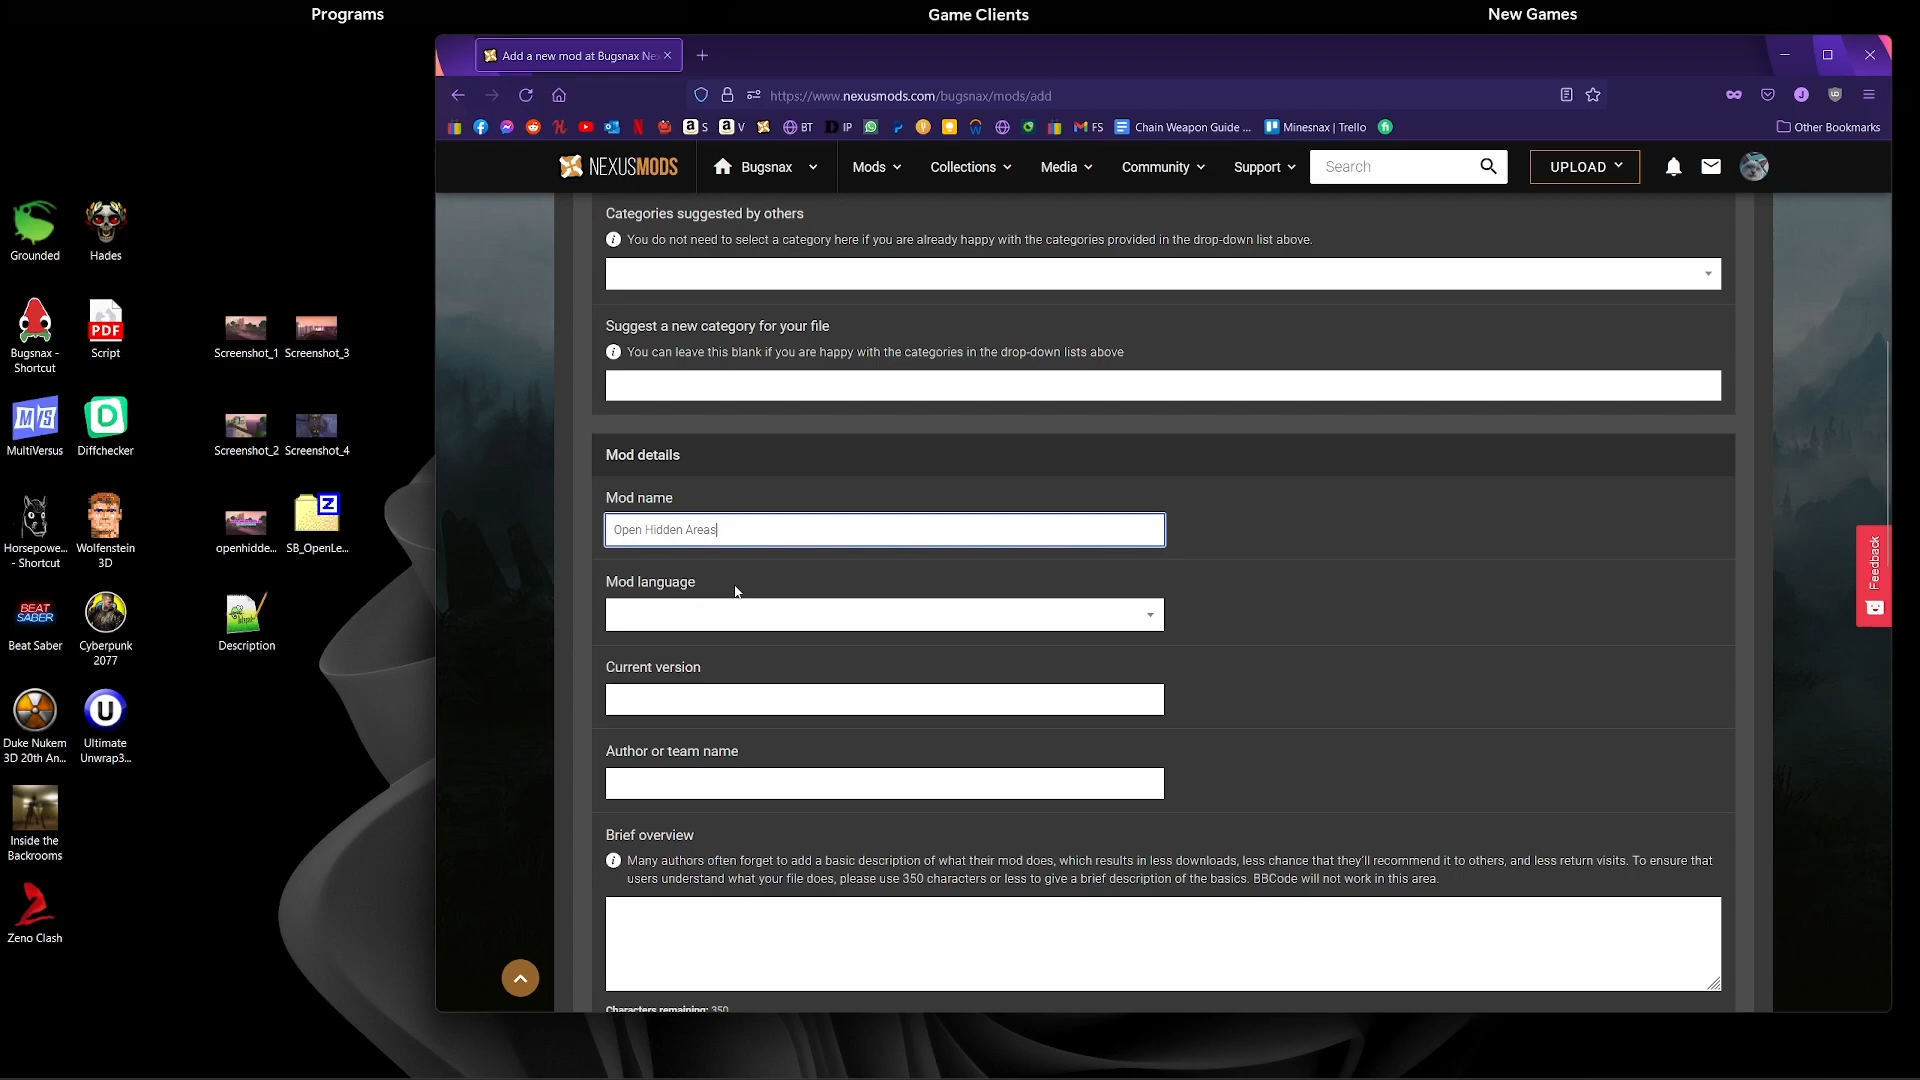 Programs
Game Clients
New Games
Add a new mod at Bugsnax Ne
https://www.nexusmods.com/bugsnax/mods/add
S
V
BT
IP
FS
Chain Weapon Guide ...
Minesnax | Trello
Other Bookmarks
NEXUSMODS
Bugsnax
Mods
Collections
Media
Community
Support
Search
UPLOAD
Categories suggested by others
You do not need to select a category here if you are already happy with the categories provided in the drop-down list above.
Suggest a new category for your file
You can leave this blank if you are happy with the categories in the drop-down lists above
Mod details
Mod name
Open Hidden Areas
Mod language
Current version
Author or team name
Brief overview
Many authors often forget to add a basic description of what their mod does, which results in less downloads, less chance that they'll recommend it to others, and less return visits. To ensure that
users understand what your file does, please use 350 characters or less to give a brief description of the basics. BBCode will not work in this area.
Characters remaining: 350
Feedback
Grounded
Hades
Bugsnax -
Shortcut
PDF
Script
Screenshot_1
Screenshot_3
M/S
MultiVersus
D
Diffchecker
Screenshot_2
Screenshot_4
Horsepowe...
- Shortcut
Wolfenstein
3D
openhidde...
Z
SB_OpenLe...
BEAT
SABER
Beat Saber
Cyberpunk
2077
Description
Duke Nukem
3D 20th An...
U
Ultimate
Unwrap3...
Inside the
Backrooms
Zeno Clash